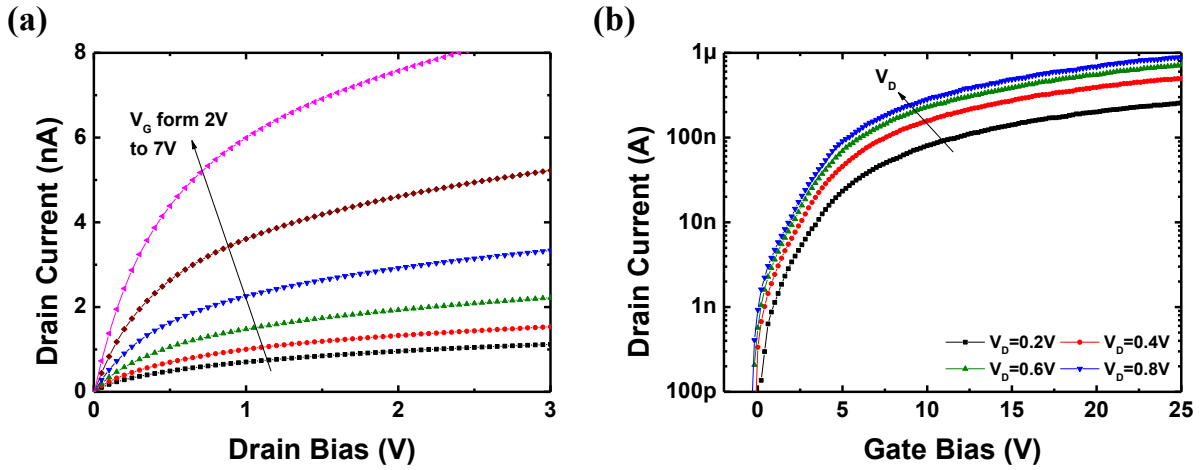 (a)
8
6
4
2
0
0
1
2
3
Drain Current (nA)
Drain Bias (V)
V_G form 2V
to 7V
(b)
1µ
100n
10n
1n
100p
0
5
10
15
20
25
Drain Current (A)
Gate Bias (V)
V_D
V_D=0.2V V_D=0.4V
V_D=0.6V V_D=0.8V